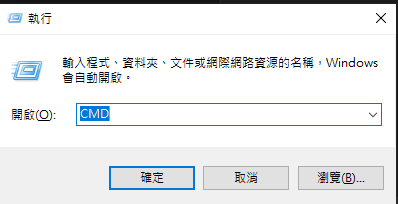 執行
輸入程式、資料夾、文件或網際網路資源的名稱，Windows
會自動開啟。
開啟(O):
CMD
確定
取消
瀏覽(B)...